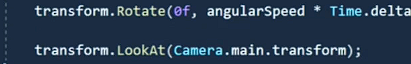 transform.Rotate(0f, angularSpeed * Time.delta
transform.LookAt(Camera.main.transform);